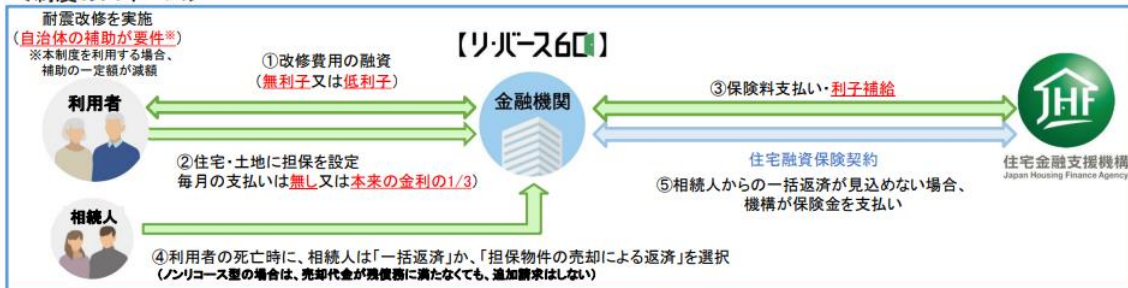 耐震改修を実施
(自治体の補助が要件※)
※本制度を利用する場合、
補助の一定額が減額
利用者
①改修費用の融資
(無利子又は低利子)
②住宅・土地に担保を設定
毎月の支払いは無し又は本来の金利の1/3)
【リ・バース60】
金融機関
③保険料支払い・利子補給
住宅融資保険契約
⑤相続人からの一括返済が見込めない場合、
機構が保険金を支払い
JHF
住宅金融支援機構
Japan Housing Finance Agency
相続人
④利用者の死亡時に、相続人は「一括返済」か、「担保物件の売却による返済」を選択
(ノンリコース型の場合は、売却代金が残債務に満たなくても、追加請求はしない)